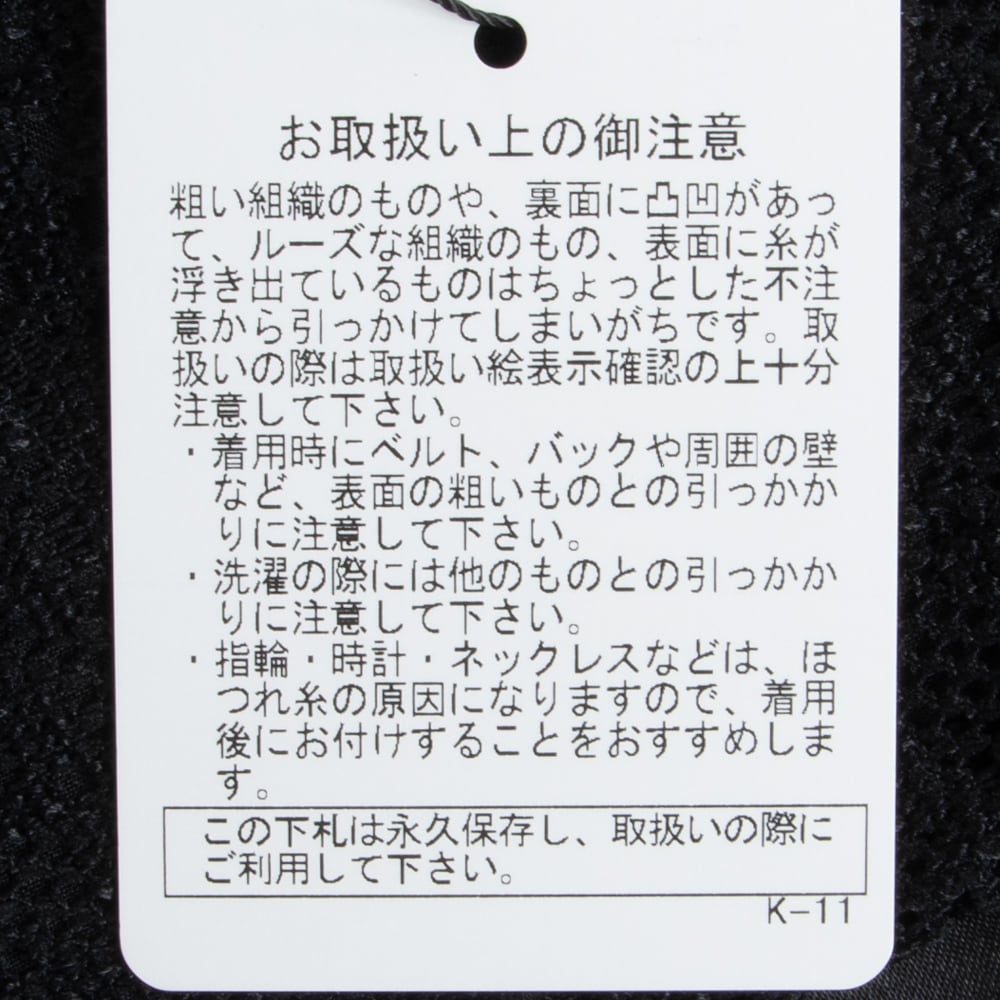 お取扱い上の御注意
粗い組織のものや、裏面に凸凹があっ
て、ルーズな組織のもの、表面に糸が
浮き出ているものはちょっとした不注
意から引っかけてしまいがちです。取
扱いの際は取扱い絵表示確認の上十分
注意して下さい。
・着用時にベルト、バックや周囲の壁
など、表面の粗いものとの引っかか
りに注意して下さい。
・洗濯の際には他のものとの引っかか
りに注意して下さい。
・指輪・時計・ネックレスなどは、ほ
つれ糸の原因になりますので、着用
後にお付けすることをおすすめしま
す。
この下札は永久保存し、取扱いの際に
ご利用して下さい。
K-11